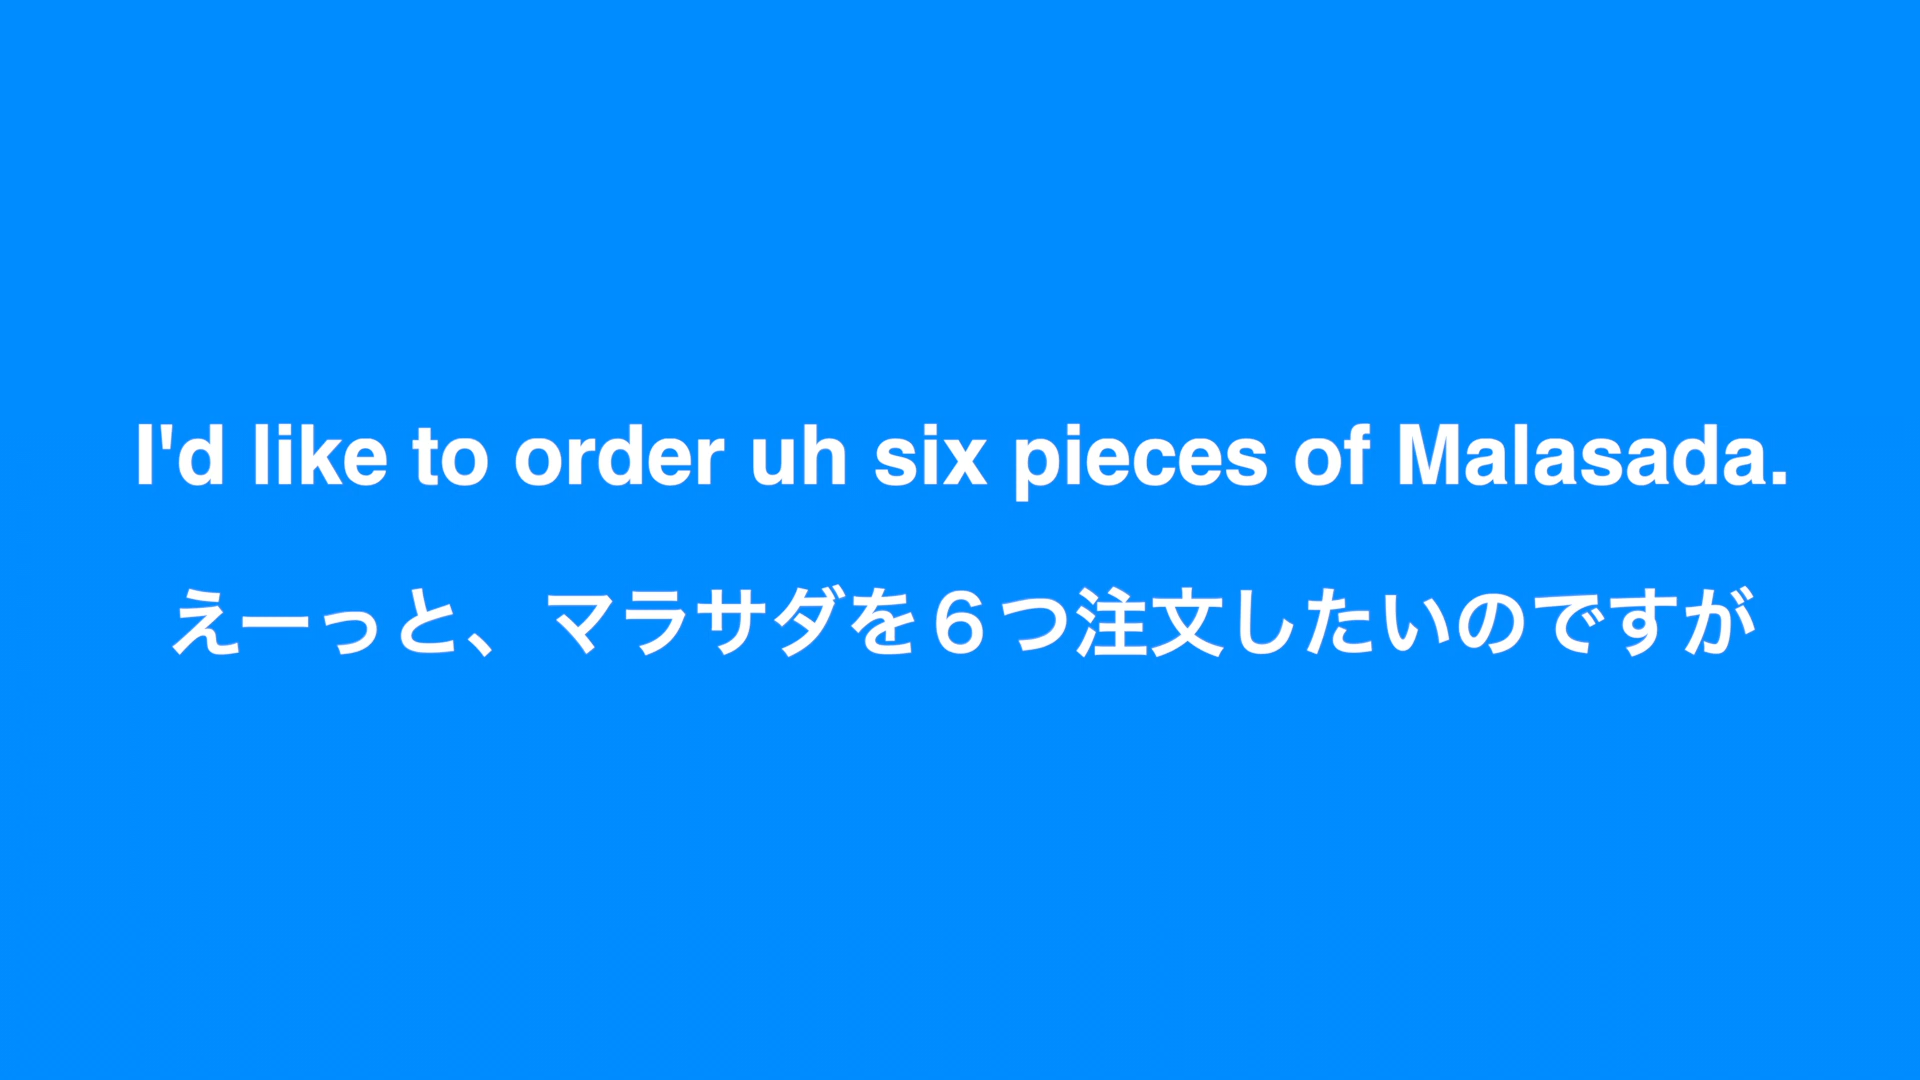 I'd like to order uh six pieces of Malasada.
えーっと、マラサダを６つ注文したいのですが